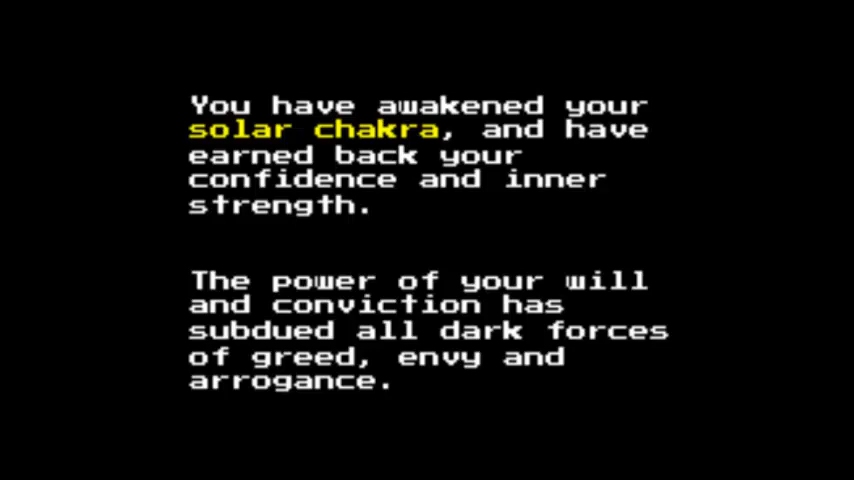 You have awakened your
solar chakra, and have
earned back your
confidence and inner
strength.
The power of your will
and conviction has
subdued all dark forces
of greed, envy and
arrogance.